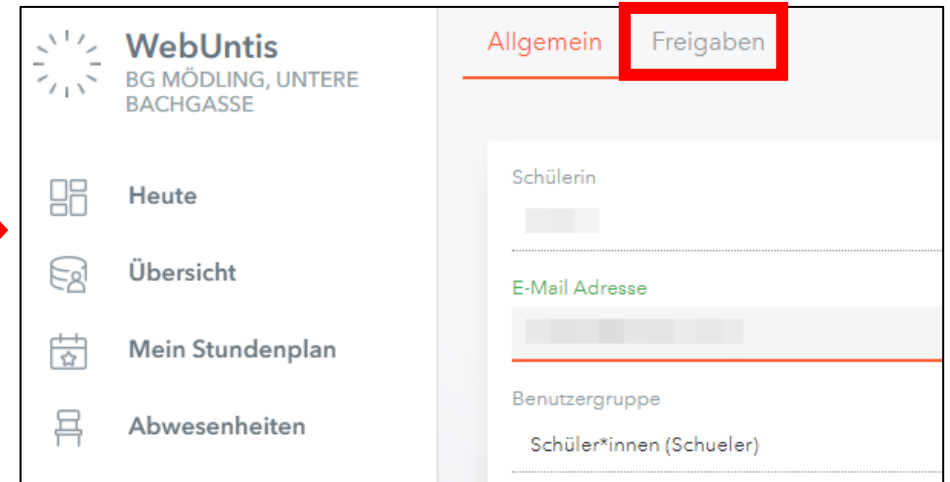 WebUntis
BG MÖDLING, UNTERE
BACHGASSE
Heute
Übersicht
Mein Stundenplan
Abwesenheiten
Allgemein
Freigaben
Schülerin
E-Mail Adresse
Benutzergruppe
Schüler*innen (Schueler)